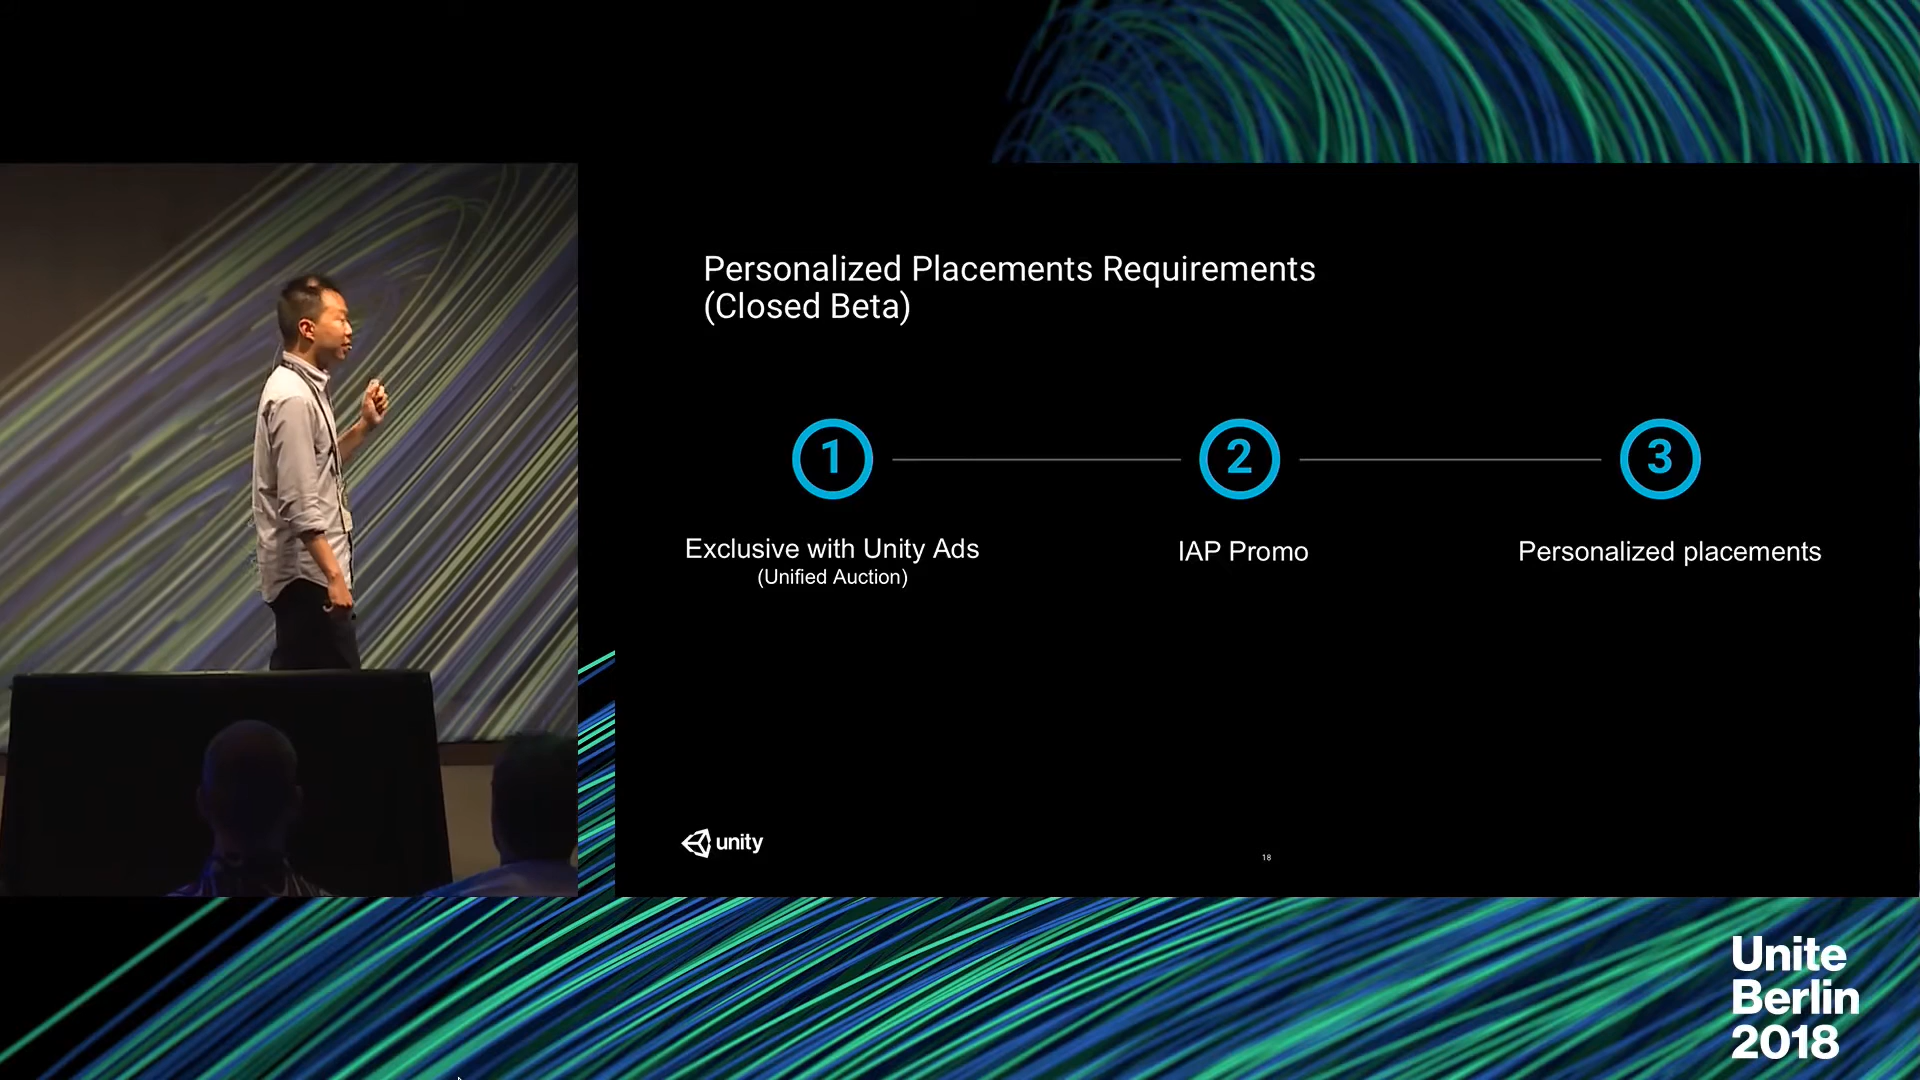 Personalized Placements Requirements
(Closed Beta)
1
2
3
Exclusive with Unity Ads
(Unified Auction)
IAP Promo
Personalized placements
unity
18
Unite
Berlin
2018